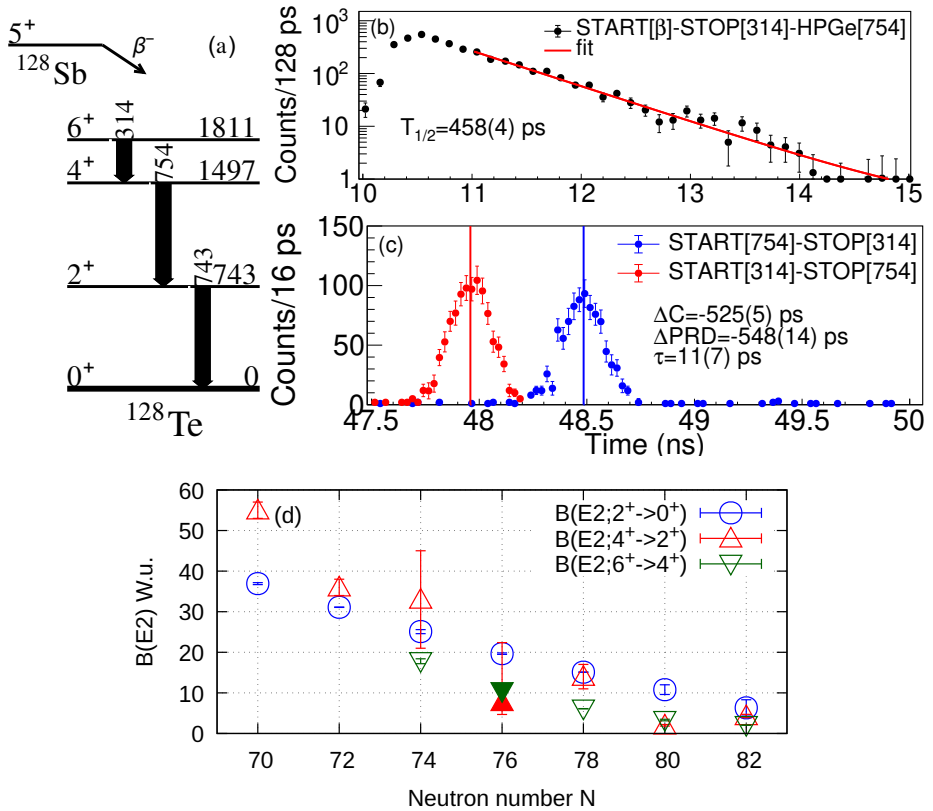 (a)
5⁺
β⁻
¹²⁸Sb
6⁺ 314 1811
4⁺ 754 1497
2⁺ 743 743
0⁺ 0
¹²⁸Te
(b)
START[β]-STOP[314]-HPGe[754]
fit
T₁/₂=458(4) ps
Counts/128 ps
10³
10²
10
1
10 11 12 13 14 15
(c)
START[754]-STOP[314]
START[314]-STOP[754]
ΔC=-525(5) ps
ΔPRD=-548(14) ps
τ=11(7) ps
Counts/16 ps
150
100
50
0
47.5 48 48.5 49 49.5 50
Time (ns)
(d)
B(E2;2⁺->0⁺)
B(E2;4⁺->2⁺)
B(E2;6⁺->4⁺)
B(E2) W.u.
60
50
40
30
20
10
0
70 72 74 76 78 80 82
Neutron number N